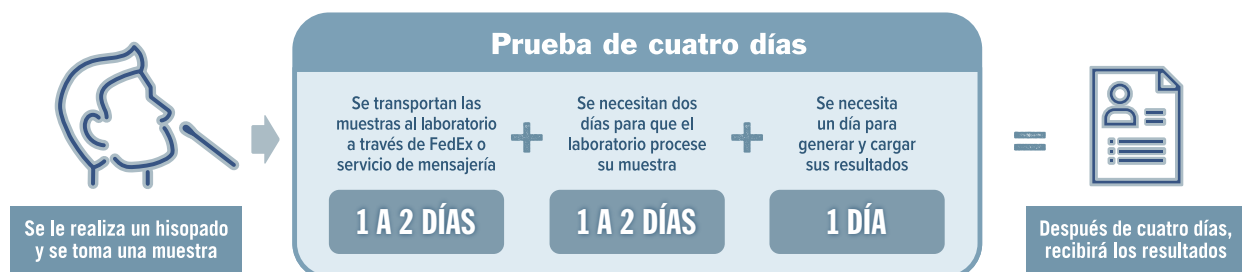 Prueba de cuatro días
Se transportan las
muestras al laboratorio
a través de FedEx o
servicio de mensajería
1 A 2 DÍAS
Se necesitan dos
días para que el
laboratorio procese
su muestra
1 A 2 DÍAS
Se necesita
un día para
generar y cargar
sus resultados
1 DÍA
Se le realiza un hisopado
y se toma una muestra
Después de cuatro días,
recibirá los resultados